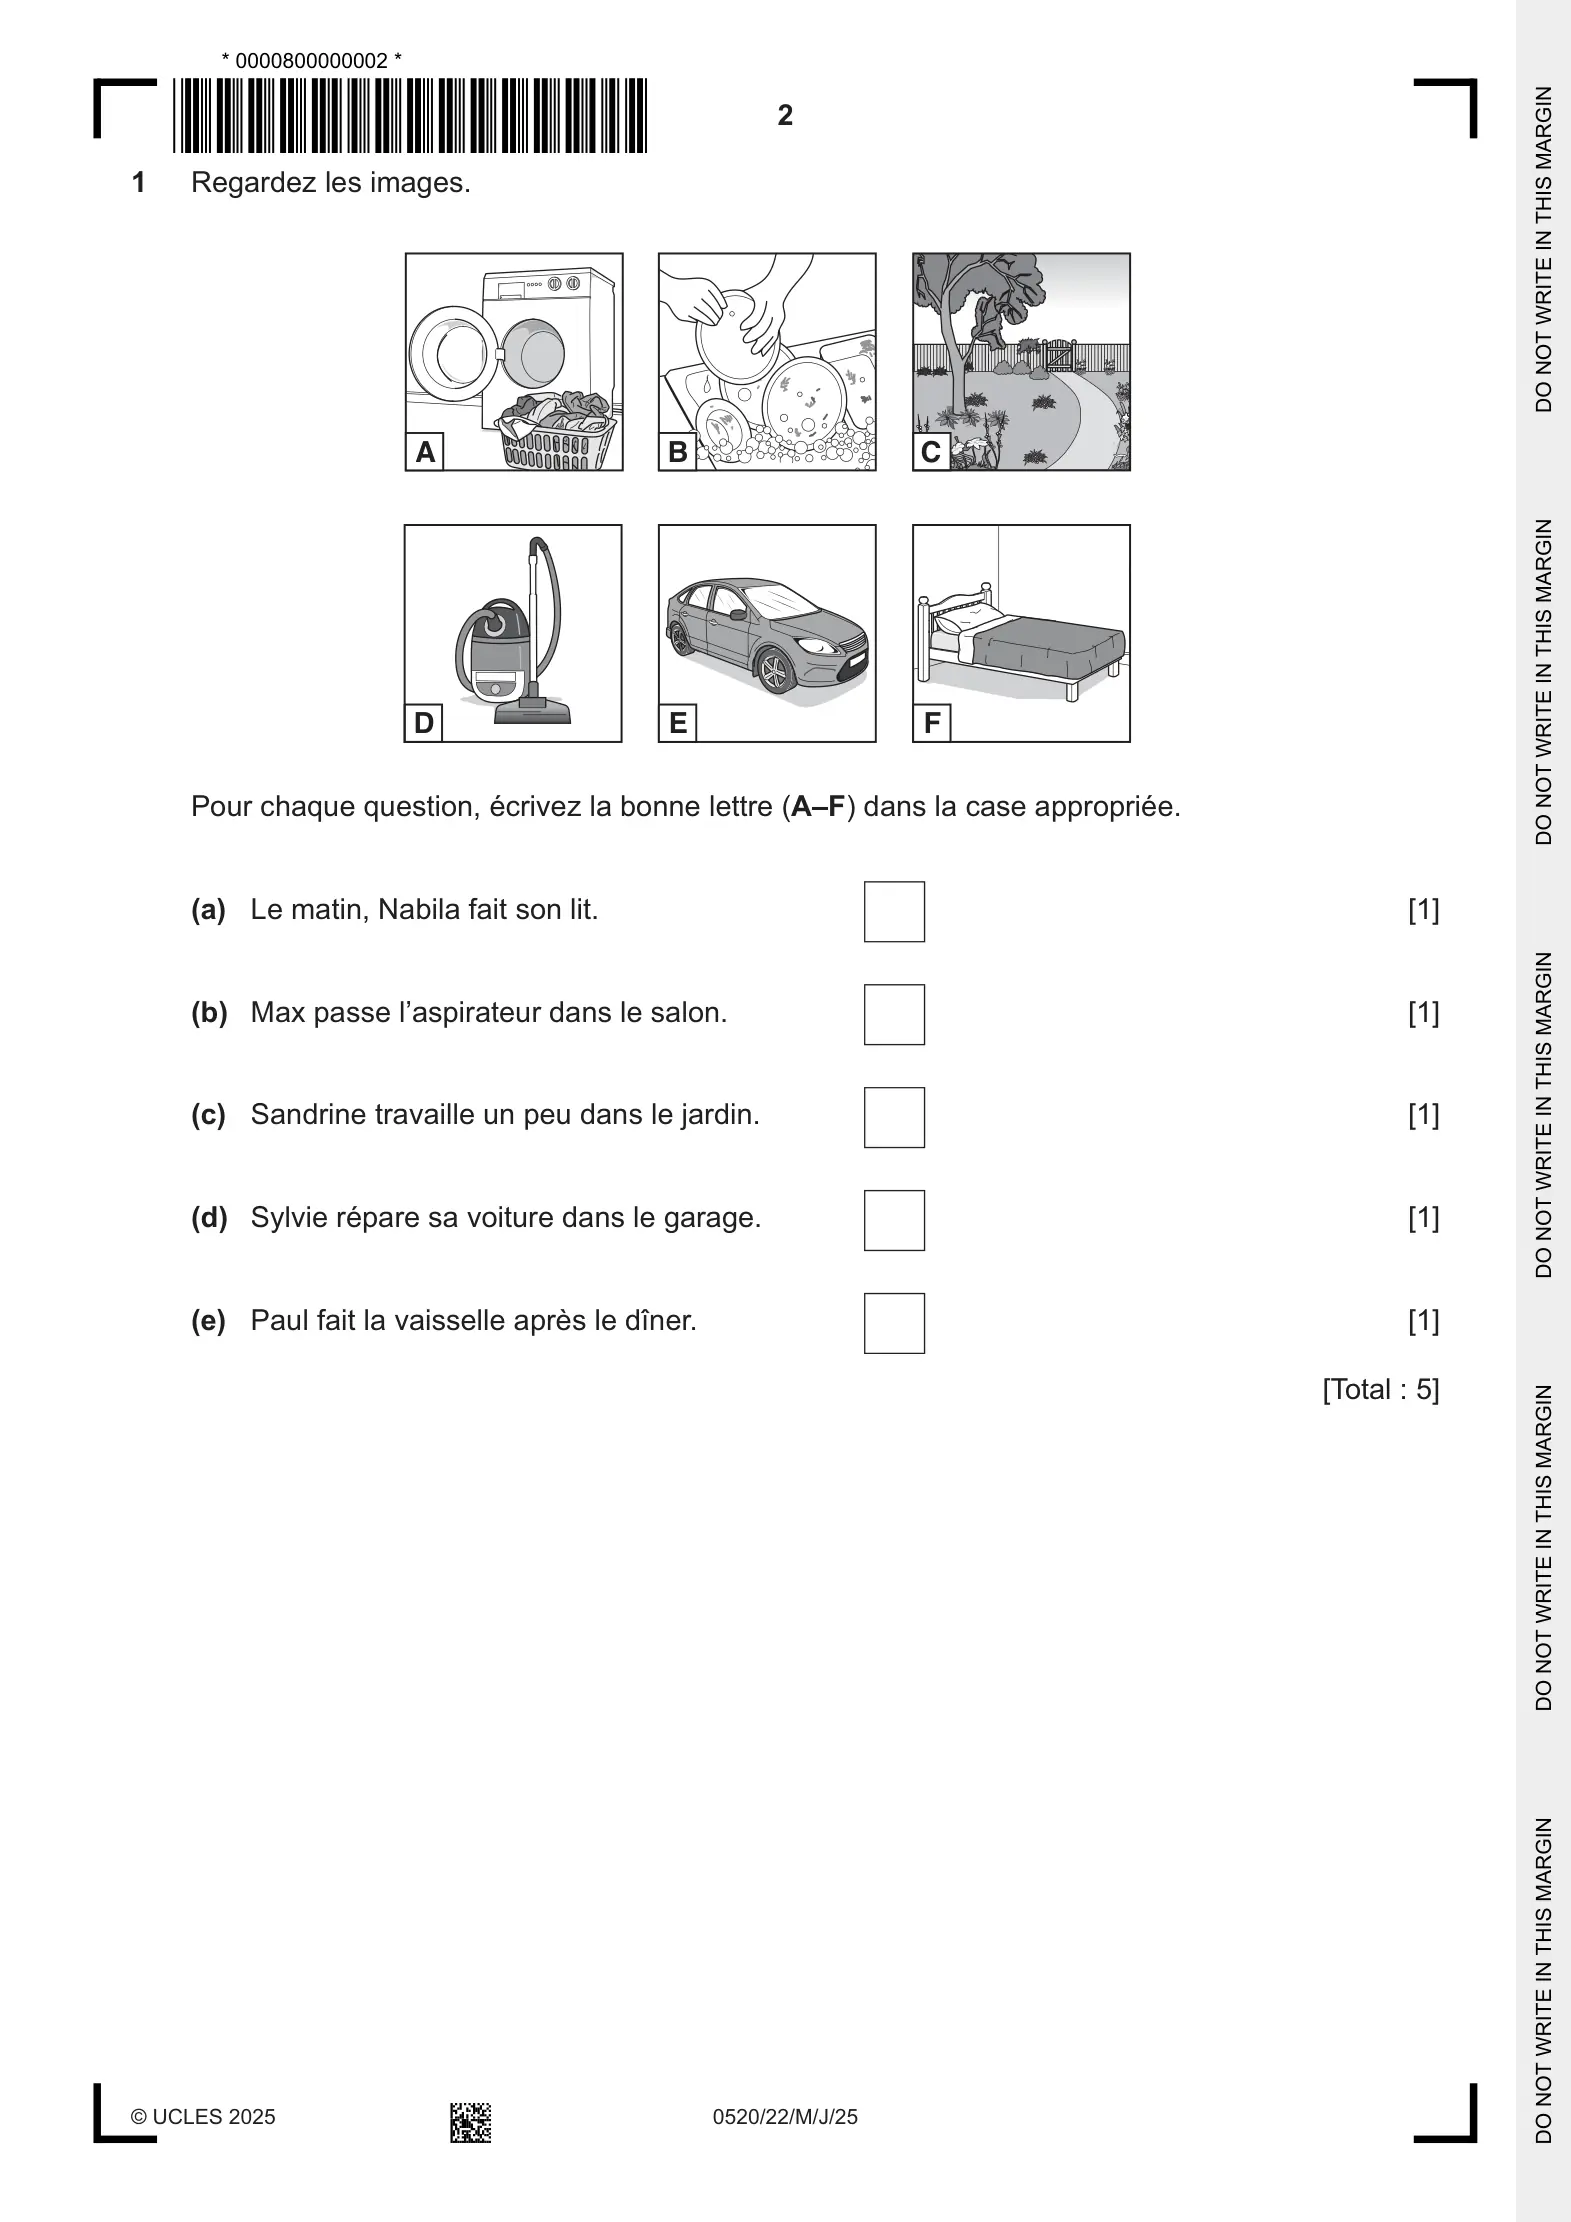 * 0000800000002 *
2
1 Regardez les images.
A
B
C
D
E
F
Pour chaque question, écrivez la bonne lettre (A–F) dans la case appropriée.
(a) Le matin, Nabila fait son lit. [1]
(b) Max passe l’aspirateur dans le salon. [1]
(c) Sandrine travaille un peu dans le jardin. [1]
(d) Sylvie répare sa voiture dans le garage. [1]
(e) Paul fait la vaisselle après le dîner. [1]
[Total : 5]
© UCLES 2025
0520/22/M/J/25
DO NOT WRITE IN THIS MARGIN
DO NOT WRITE IN THIS MARGIN
DO NOT WRITE IN THIS MARGIN
DO NOT WRITE IN THIS MARGIN
DO NOT WRITE IN THIS MARGIN